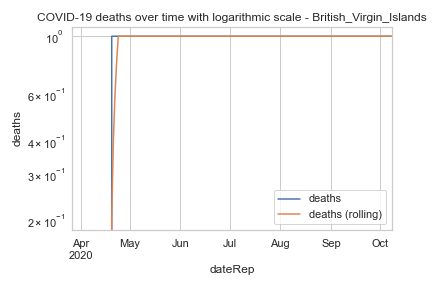 COVID-19 deaths over time with logarithmic scale - British_Virgin_Islands
10⁰
6 × 10⁻¹
4 × 10⁻¹
3 × 10⁻¹
2 × 10⁻¹
deaths
deaths
deaths (rolling)
Apr May Jun Jul Aug Sep Oct
2020
dateRep